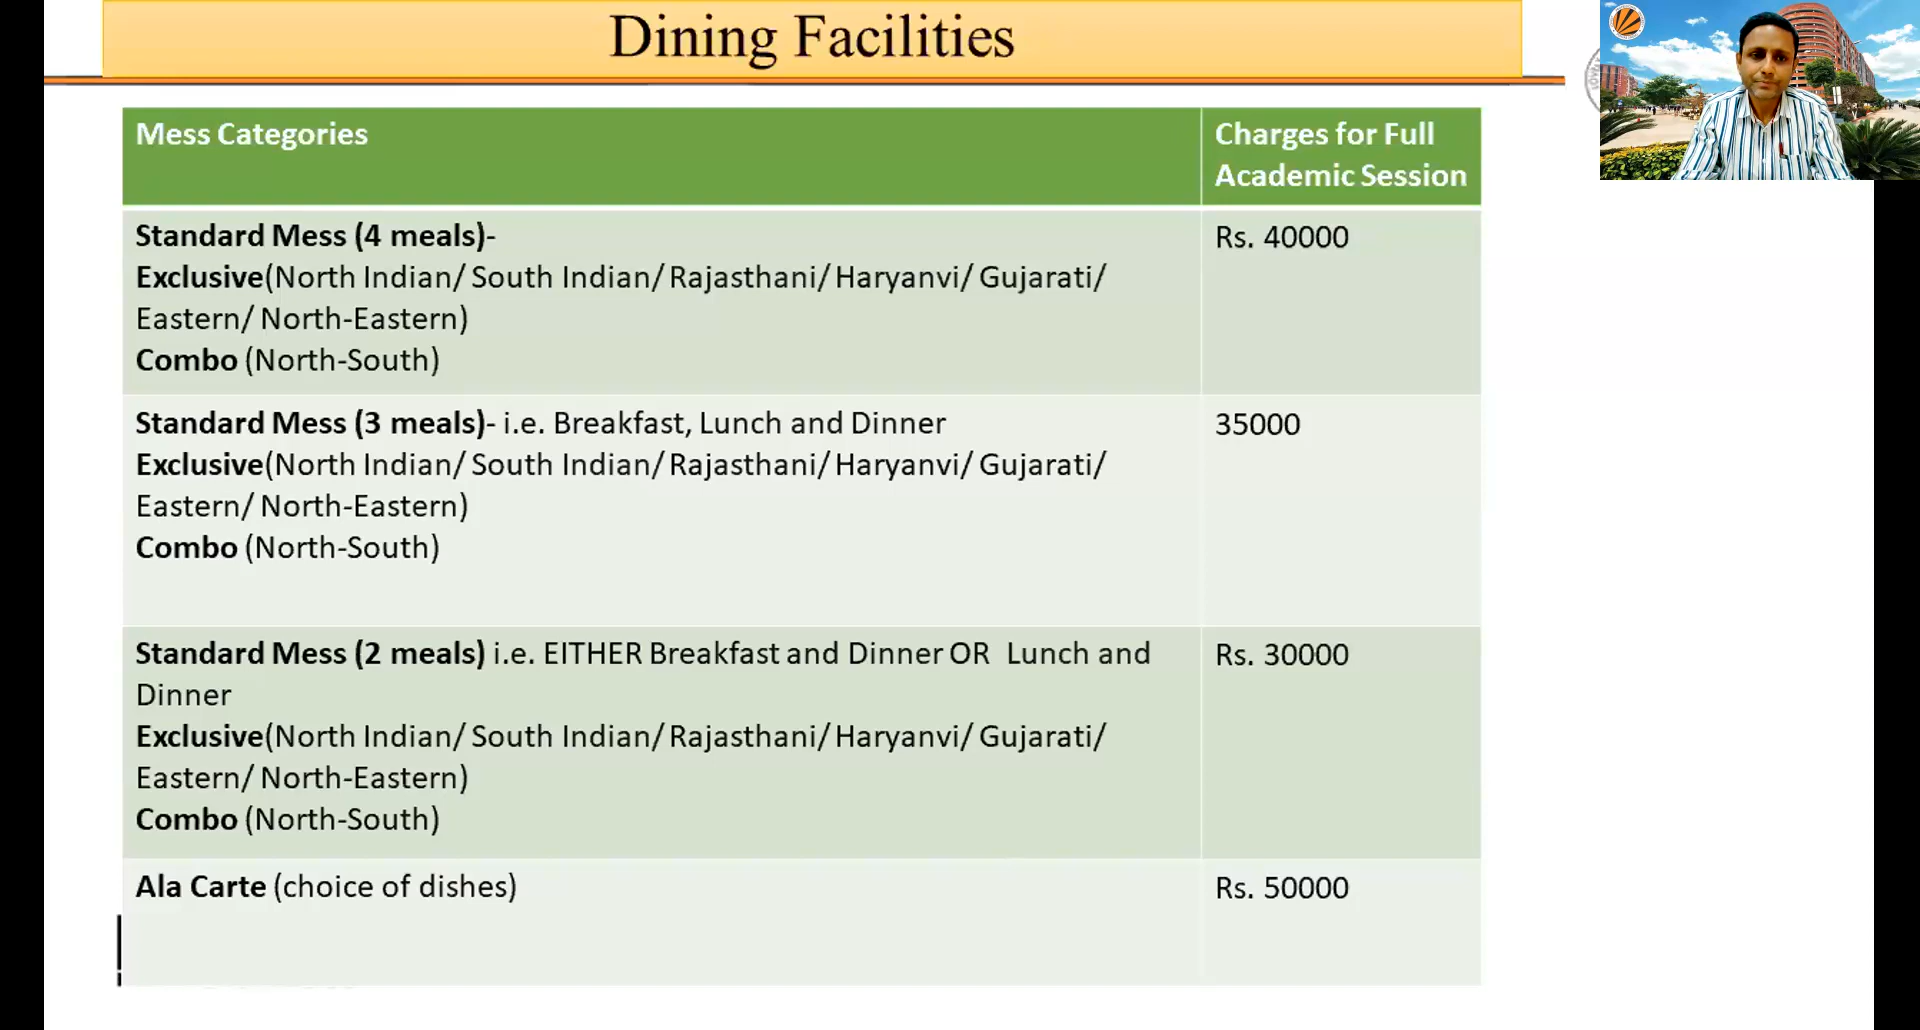 Dining Facilities
Mess Categories
Charges for Full
Academic Session
Standard Mess (4 meals)-
Exclusive(North Indian/ South Indian/ Rajasthani/ Haryanvi/ Gujarati/
Eastern/ North-Eastern)
Combo (North-South)
Rs. 40000
Standard Mess (3 meals)- i.e. Breakfast, Lunch and Dinner
Exclusive(North Indian/ South Indian/ Rajasthani/ Haryanvi/ Gujarati/
Eastern/ North-Eastern)
Combo (North-South)
35000
Standard Mess (2 meals) i.e. EITHER Breakfast and Dinner OR  Lunch and
Dinner
Exclusive(North Indian/ South Indian/ Rajasthani/ Haryanvi/ Gujarati/
Eastern/ North-Eastern)
Combo (North-South)
Rs. 30000
Ala Carte (choice of dishes)
Rs. 50000